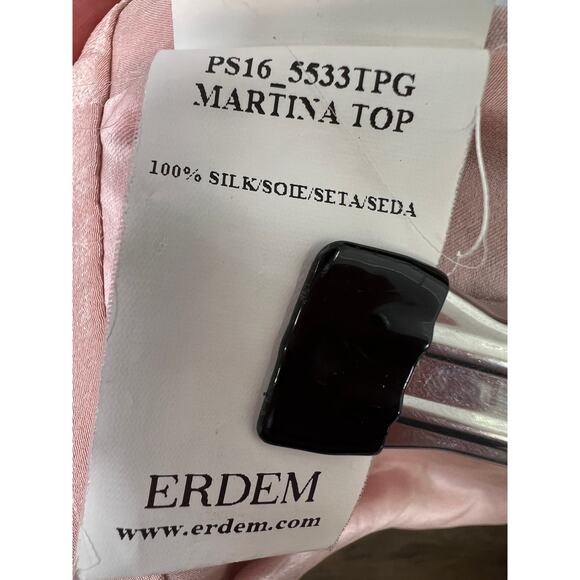 PS16_5533TPG
MARTINA TOP
100% SILK/SOIE/SETA/SEDA
ERDEM
www.erdem.com